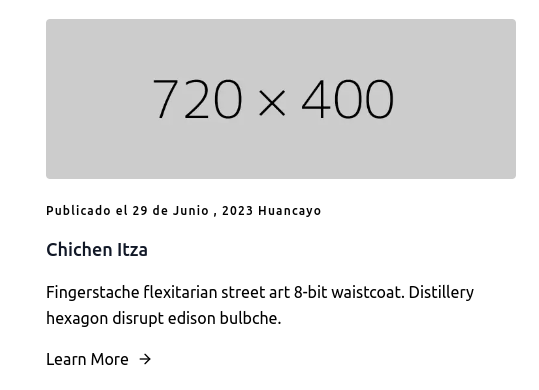 720 × 400
Publicado el 29 de Junio , 2023 Huancayo
Chichen Itza
Fingerstache flexitarian street art 8-bit waistcoat. Distillery
hexagon disrupt edison bulbche.
Learn More →